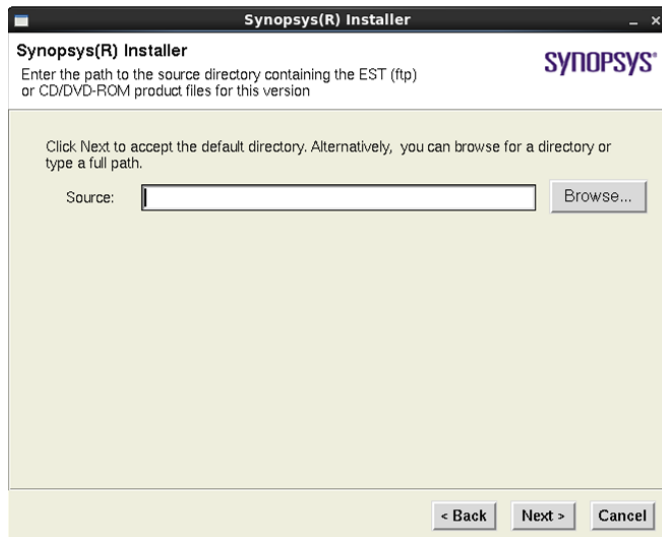 Synopsys(R) Installer
Synopsys(R) Installer
SYNOPSYS®
Enter the path to the source directory containing the EST (ftp)
or CD/DVD-ROM product files for this version
Click Next to accept the default directory. Alternatively, you can browse for a directory or
type a full path.
Source:
Browse...
< Back
Next >
Cancel